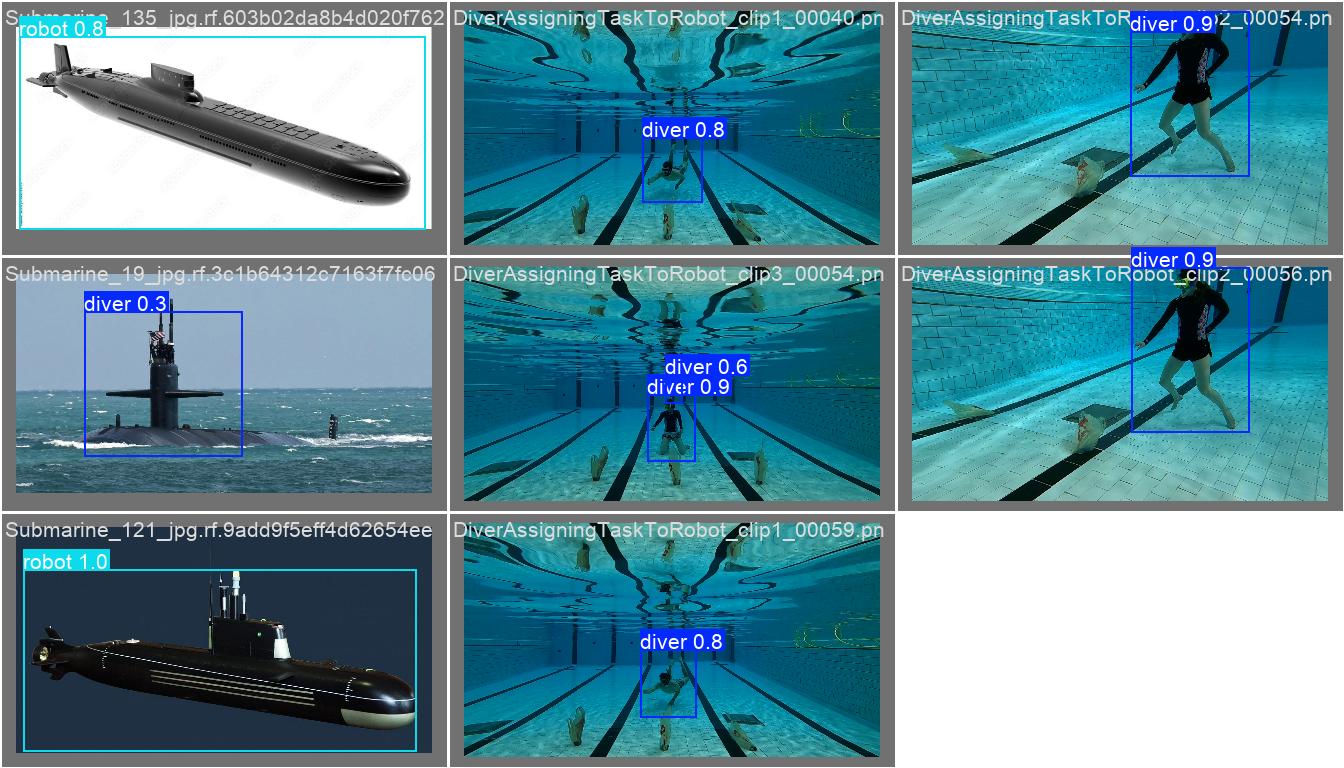 Submarine_135_jpg.rf.603b02da8b4d020f762
robot 0.8
DiverAssigningTaskToRobot_clip1_00040.pn
diver 0.8
diver 0.9
Submarine_19_jpg.rf.3c1b64312c7163f7fc06
diver 0.3
DiverAssigningTaskToRobot_clip3_00054.pn
diver 0.6
diver 0.9
DiverAssigningTaskToRobot_clip2_00056.pn
diver 0.9
Submarine_121_jpg.rf.9add9f5eff4d62654ee
robot 1.0
DiverAssigningTaskToRobot_clip1_00059.pn
diver 0.8